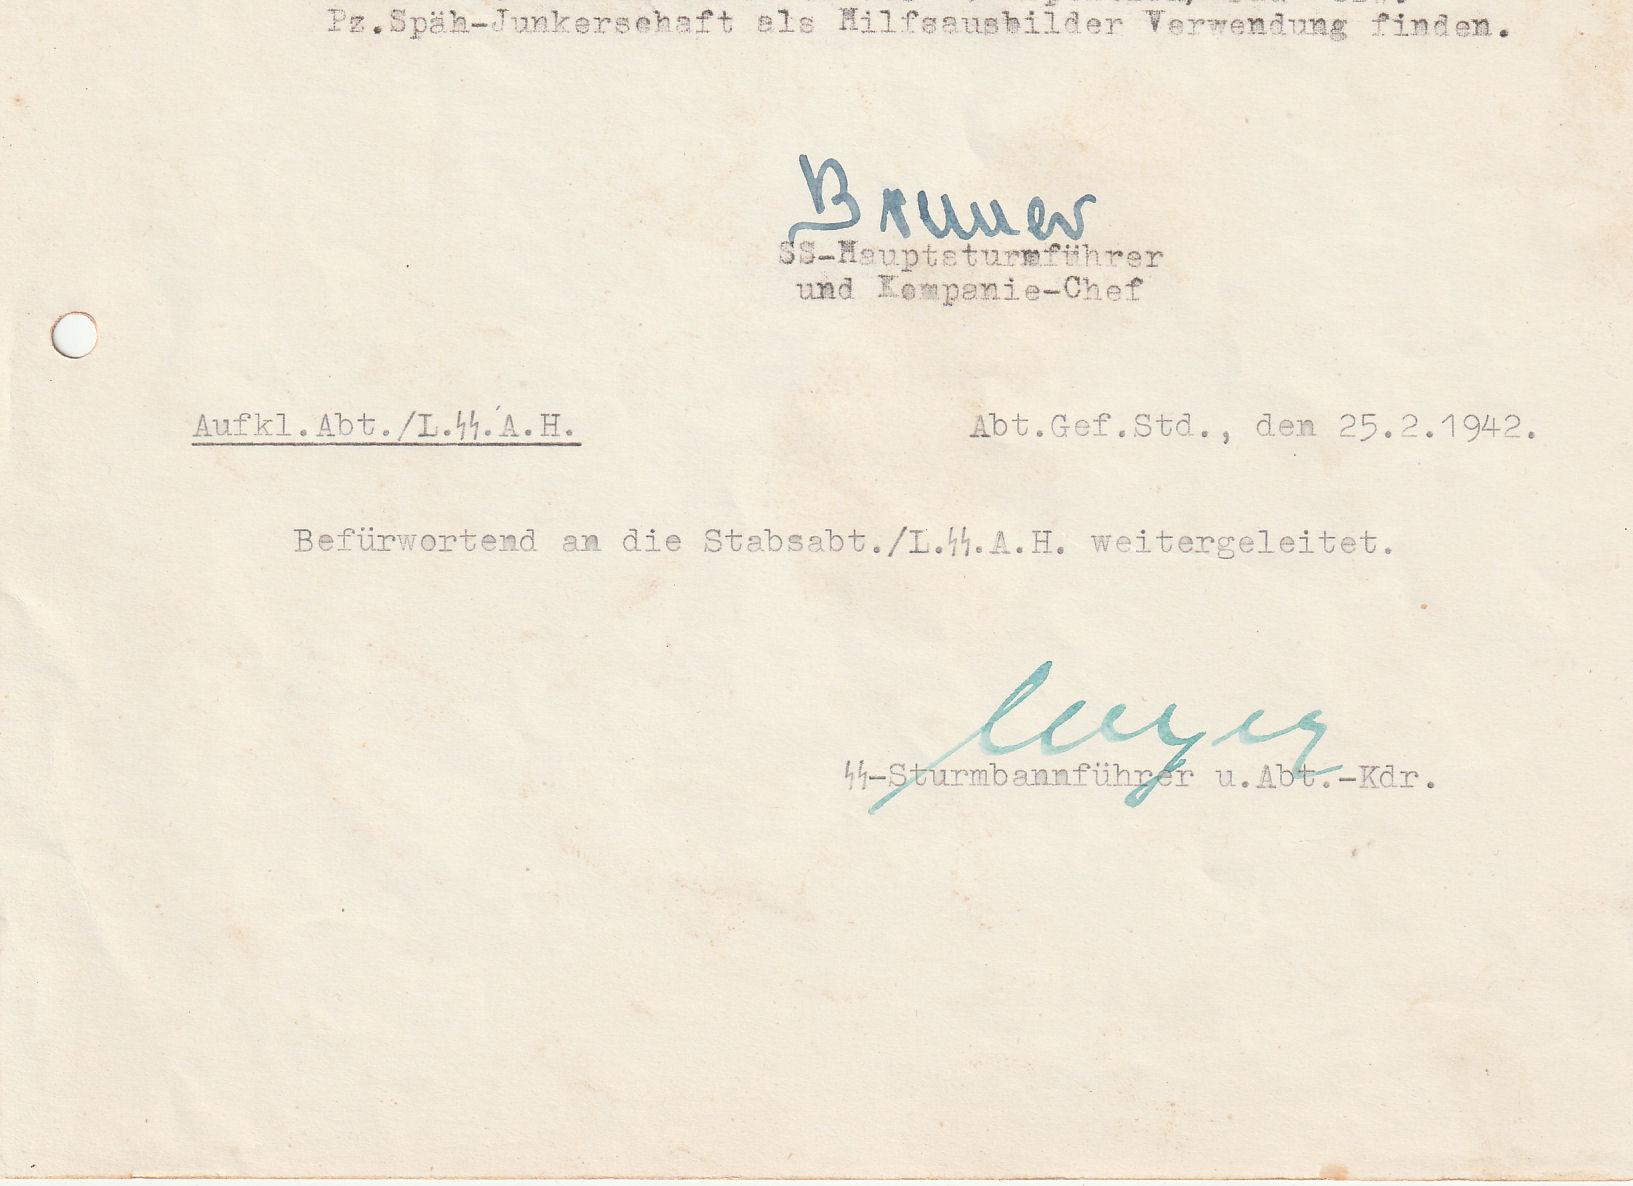 Pz.Späh-Junkerschaft als Hilfsausbilder Verwendung finden.
SS-Hauptsturmführer
und Kompanie-Chef
Aufkl.Abt./L.SS.A.H.
Abt.Gef.Std., den 25.2.1942.
Befürwortend an die Stabsabt./L.SS.A.H. weitergeleitet.
Meyer
SS-Sturmbannführer u.Abt.-Kdr.